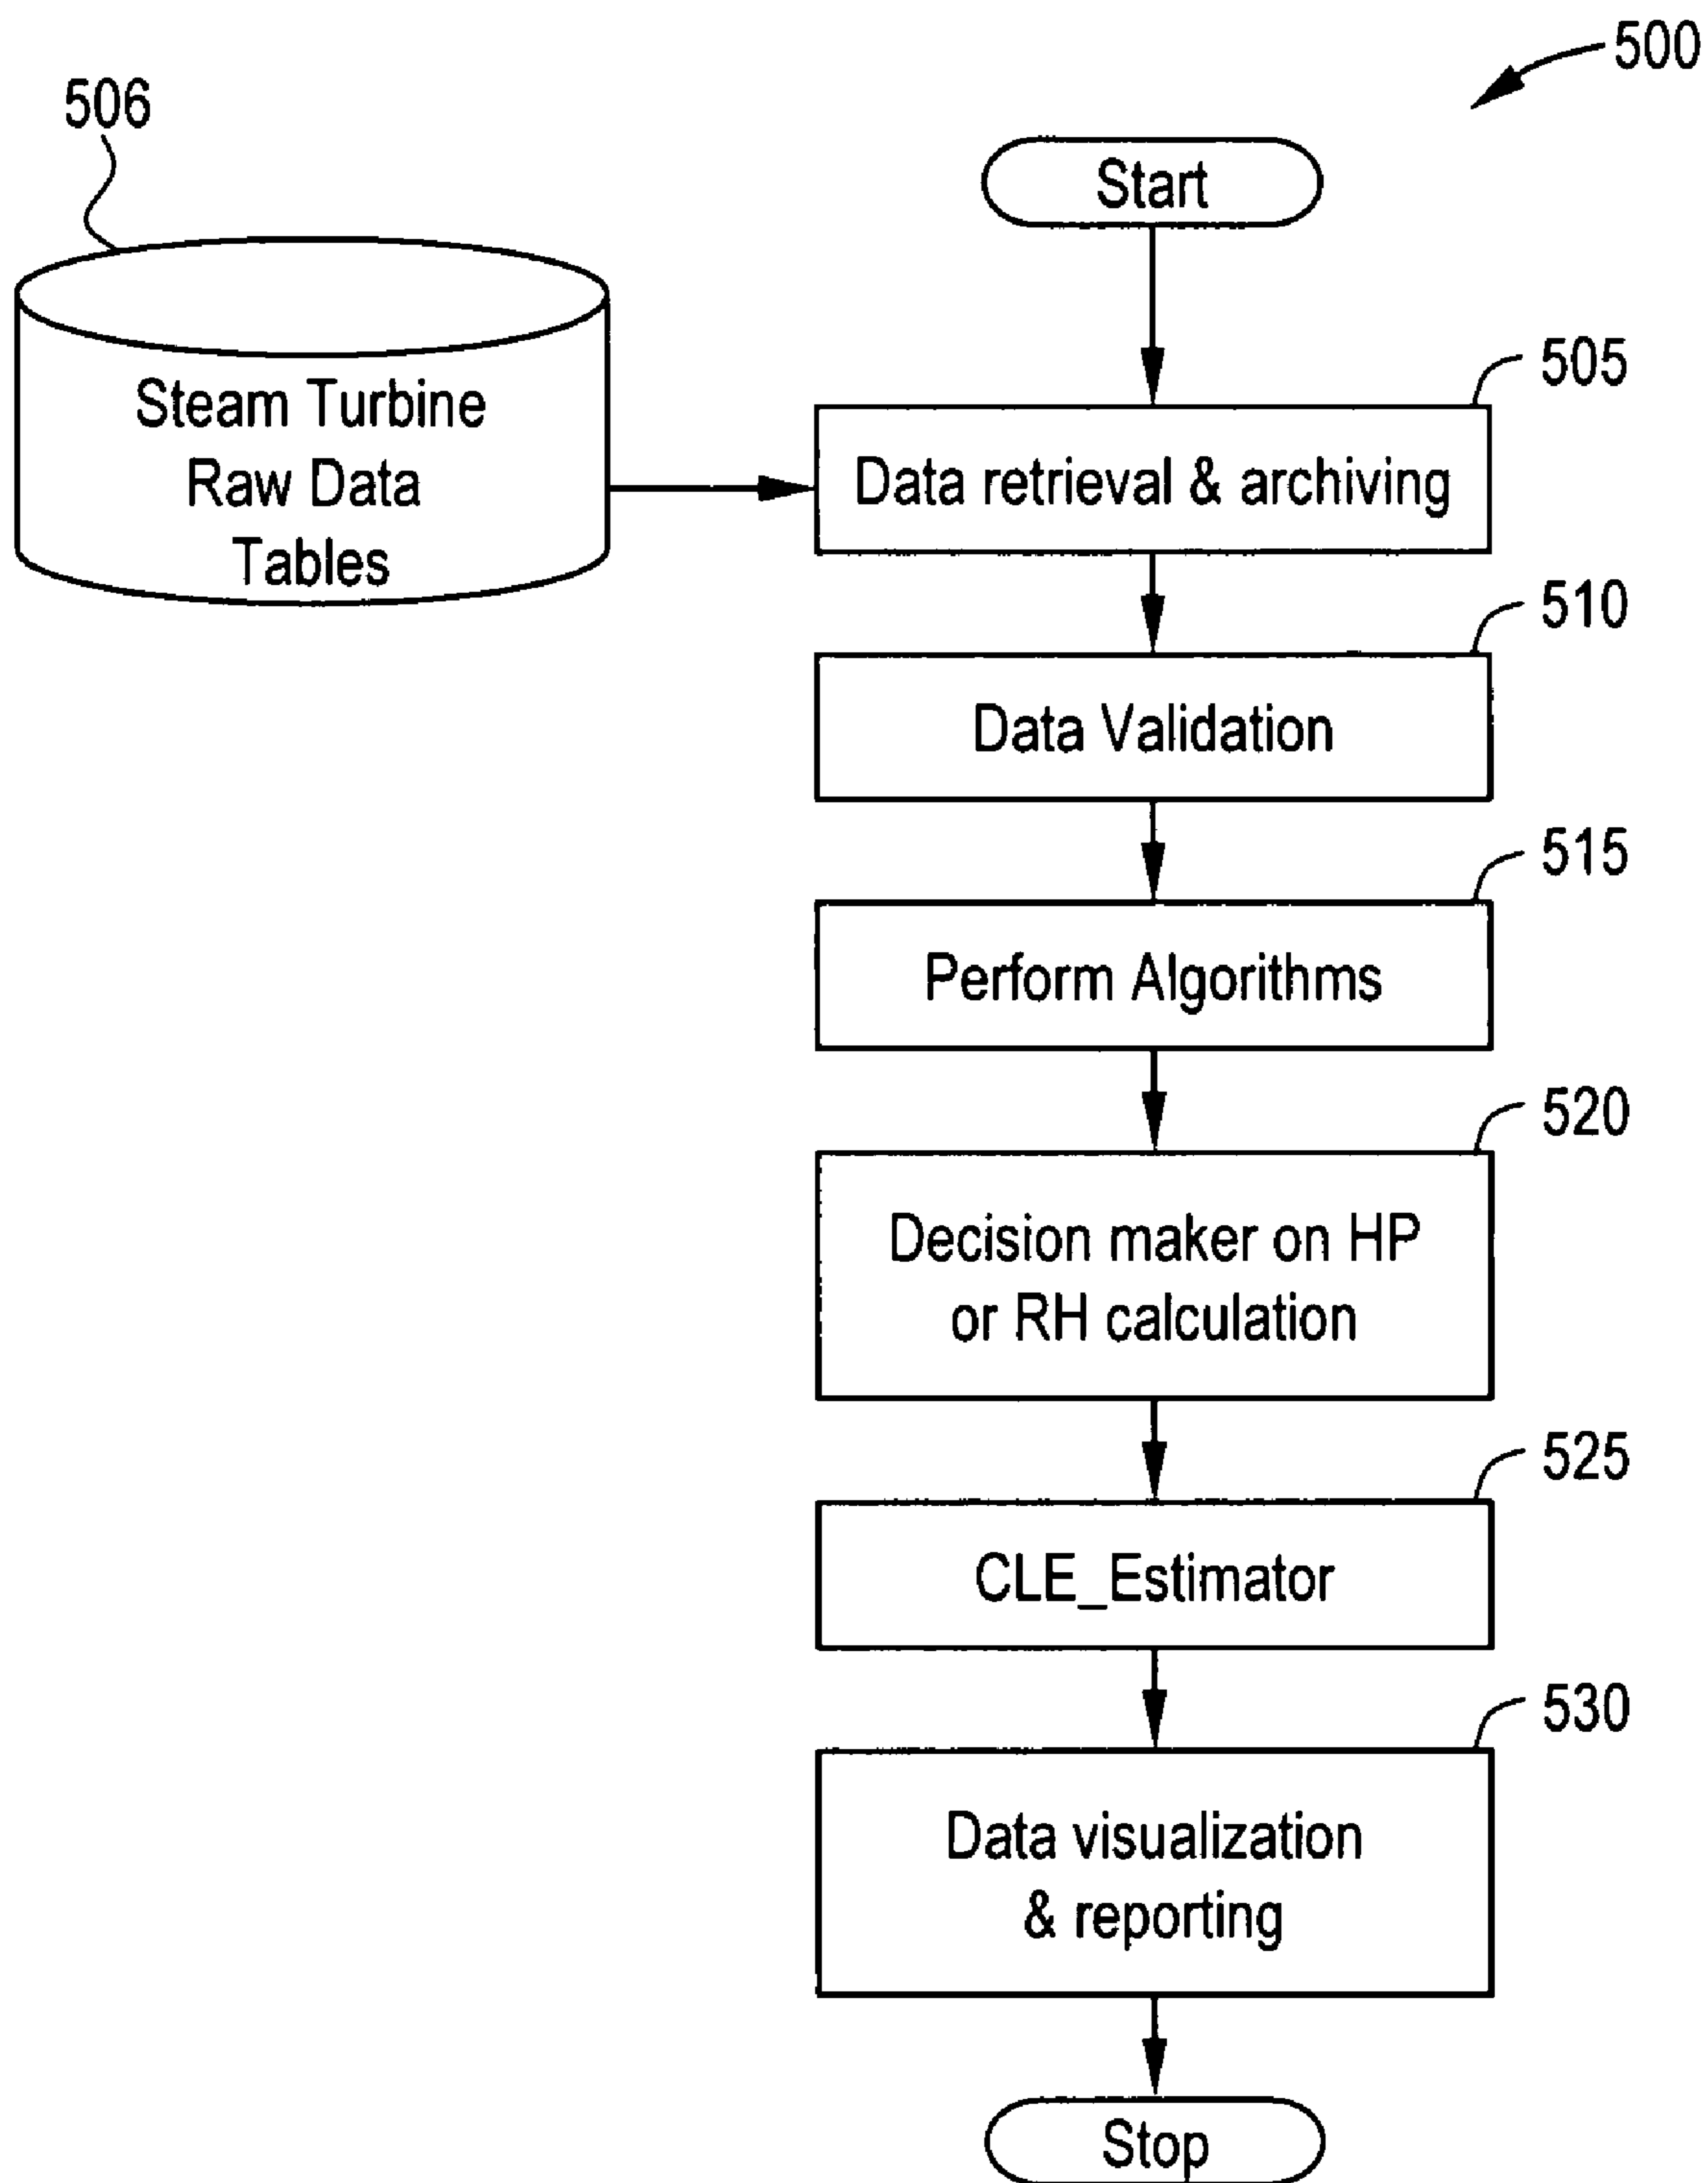 500
506
Start
Steam Turbine
Raw Data
Tables
505
Data retrieval & archiving
510
Data Validation
515
Perform Algorithms
520
Decision maker on HP
or RH calculation
525
CLE_Estimator
530
Data visualization
& reporting
Stop